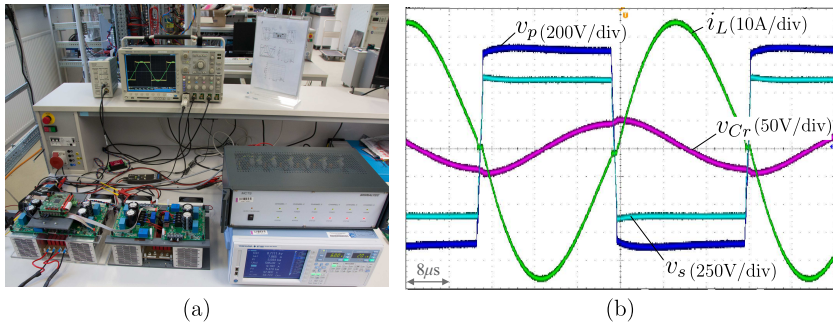 v_p (200V/div)
i_L (10A/div)
v_Cr (50V/div)
v_s (250V/div)
8μs
(a)
(b)